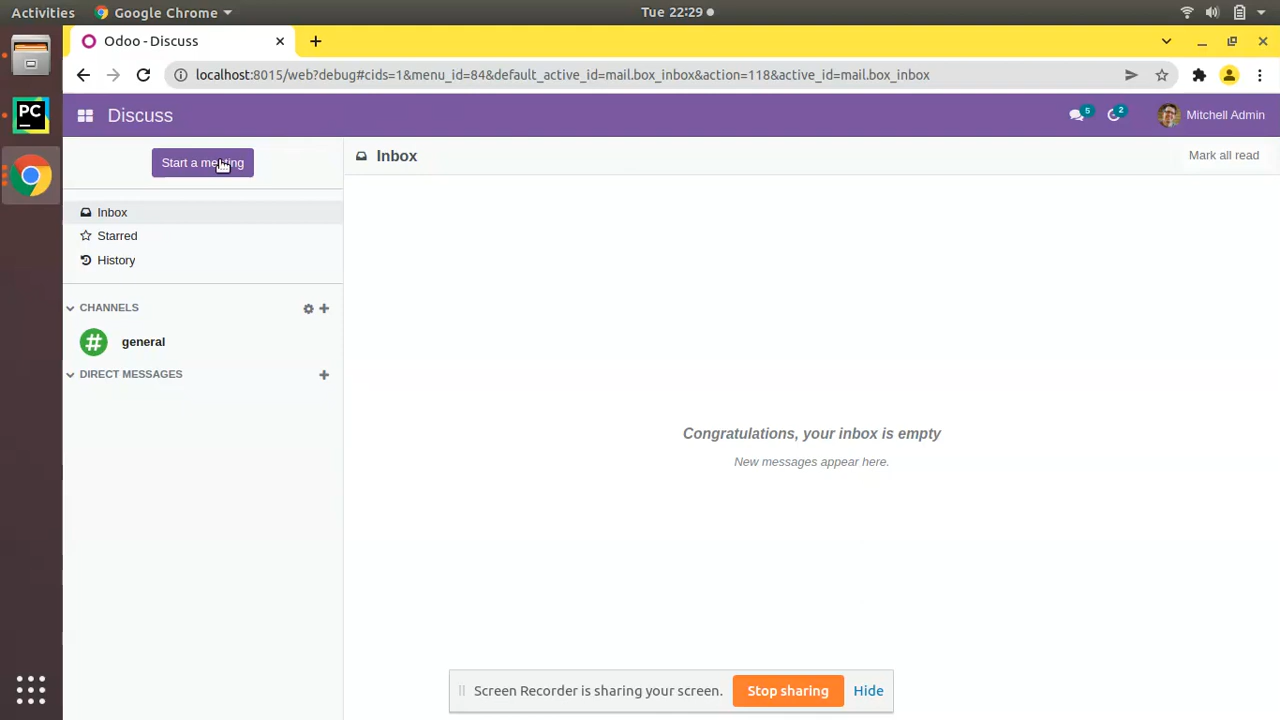 Activities
Google Chrome
Tue 22:29
Odoo - Discuss
localhost:8015/web?debug#cids=1&menu_id=84&default_active_id=mail.box_inbox&action=118&active_id=mail.box_inbox
Discuss
5
2
Mitchell Admin
Start a meeting
Inbox
Mark all read
Inbox
Starred
History
CHANNELS
general
DIRECT MESSAGES
Congratulations, your inbox is empty
New messages appear here.
Screen Recorder is sharing your screen.
Stop sharing
Hide
PC